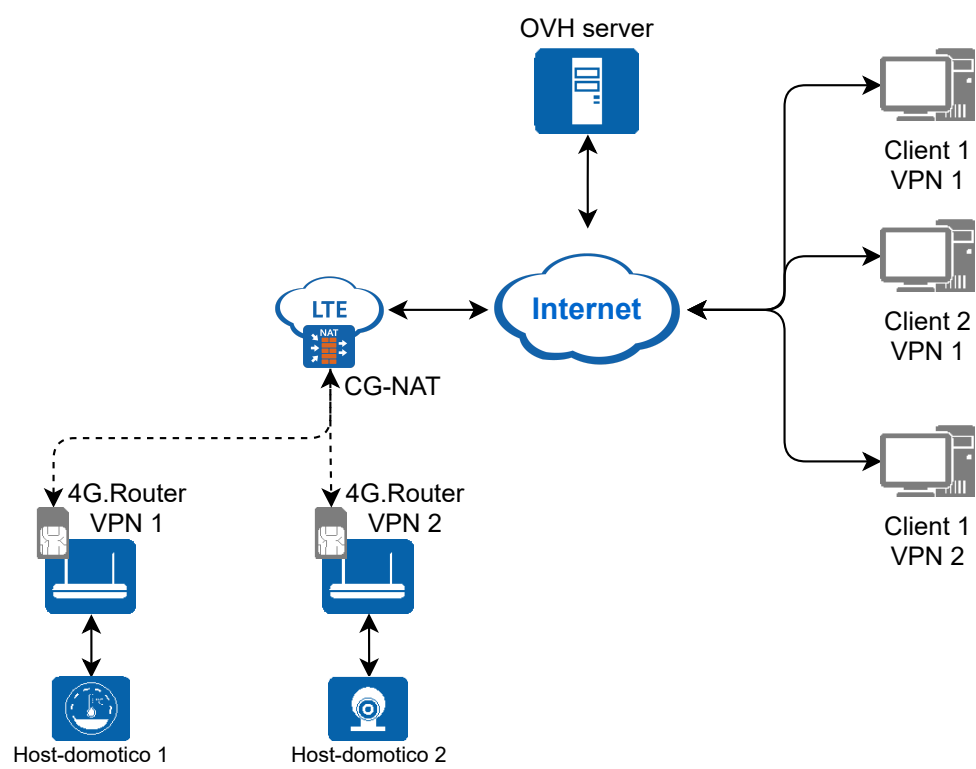 OVH server
Client 1
VPN 1
Client 2
VPN 1
Internet
LTE
NAT
CG-NAT
4G.Router
VPN 1
4G.Router
VPN 2
Client 1
VPN 2
°C
Host-domotico 1
Host-domotico 2